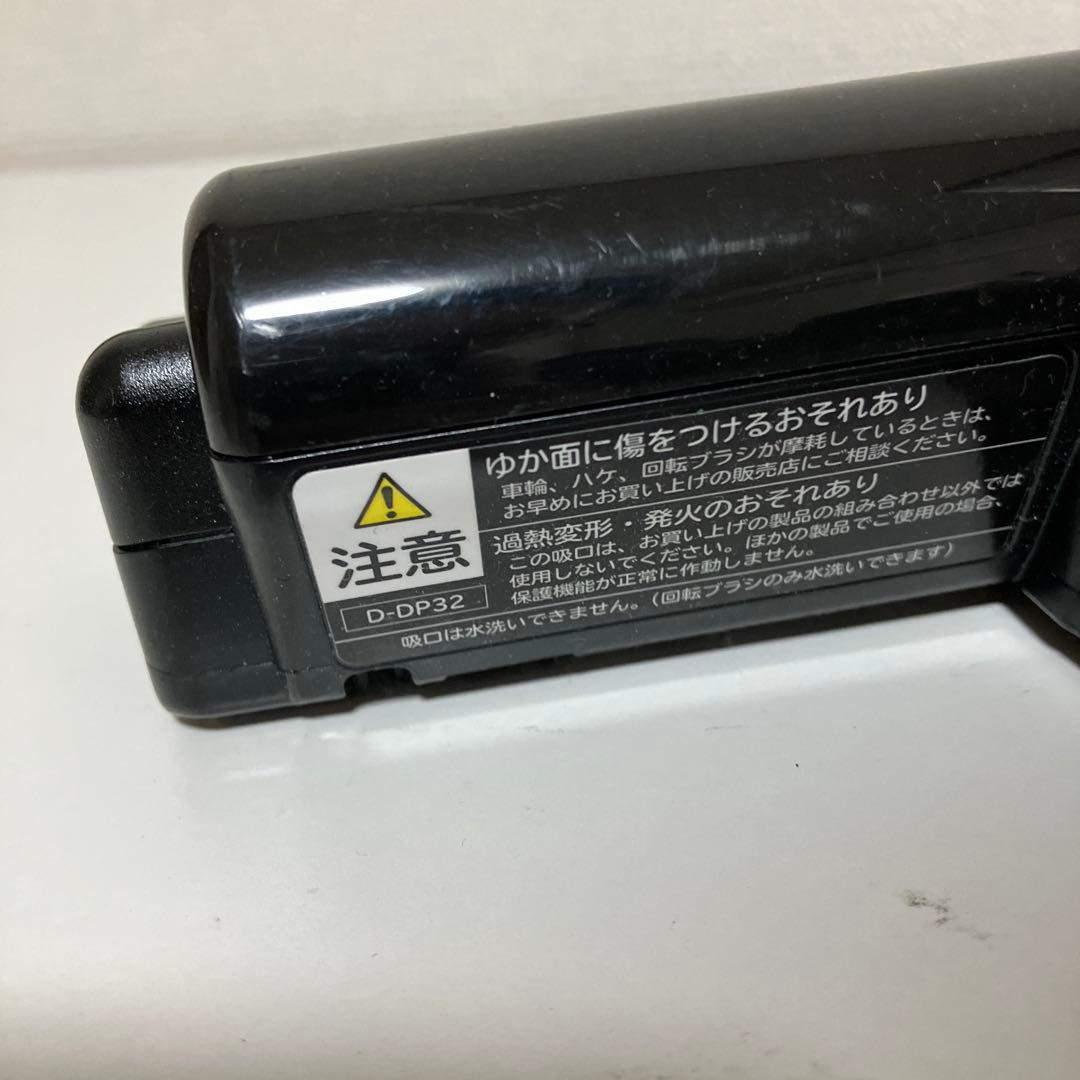 注意
D-DP32
ゆか面に傷をつけるおそれあり
車輪、ハケ、回転ブラシが摩耗しているときは、
お早めにお買い上げの販売店にご相談ください。
過熱変形・発火のおそれあり
この吸口は、お買い上げの製品の組み合わせ以外では
使用しないでください。ほかの製品でご使用の場合、
保護機能が正常に作動しません。
吸口は水洗いできません。(回転ブラシのみ水洗いできます)